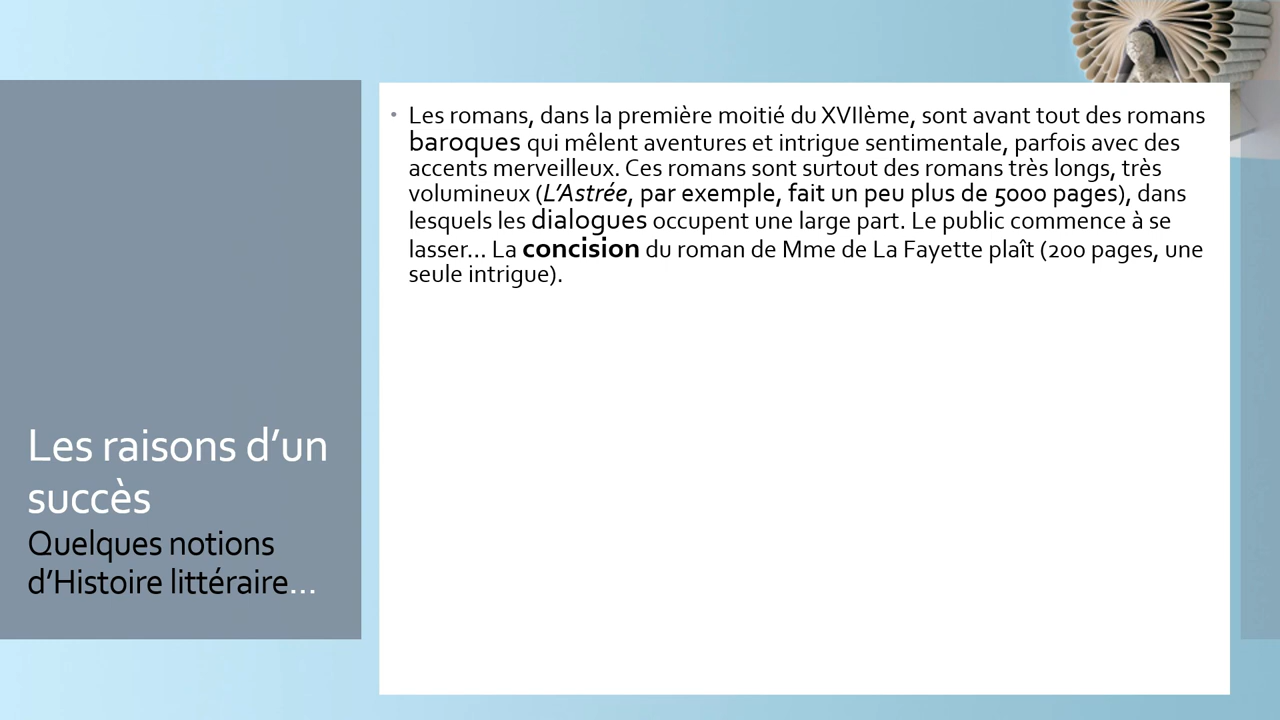 Les raisons d’un
succès
Quelques notions
d’Histoire littéraire...
• Les romans, dans la première moitié du XVIIème, sont avant tout des romans
baroques qui mêlent aventures et intrigue sentimentale, parfois avec des
accents merveilleux. Ces romans sont surtout des romans très longs, très
volumineux (L’Astrée, par exemple, fait un peu plus de 5000 pages), dans
lesquels les dialogues occupent une large part. Le public commence à se
lasser... La concision du roman de Mme de La Fayette plaît (200 pages, une
seule intrigue).